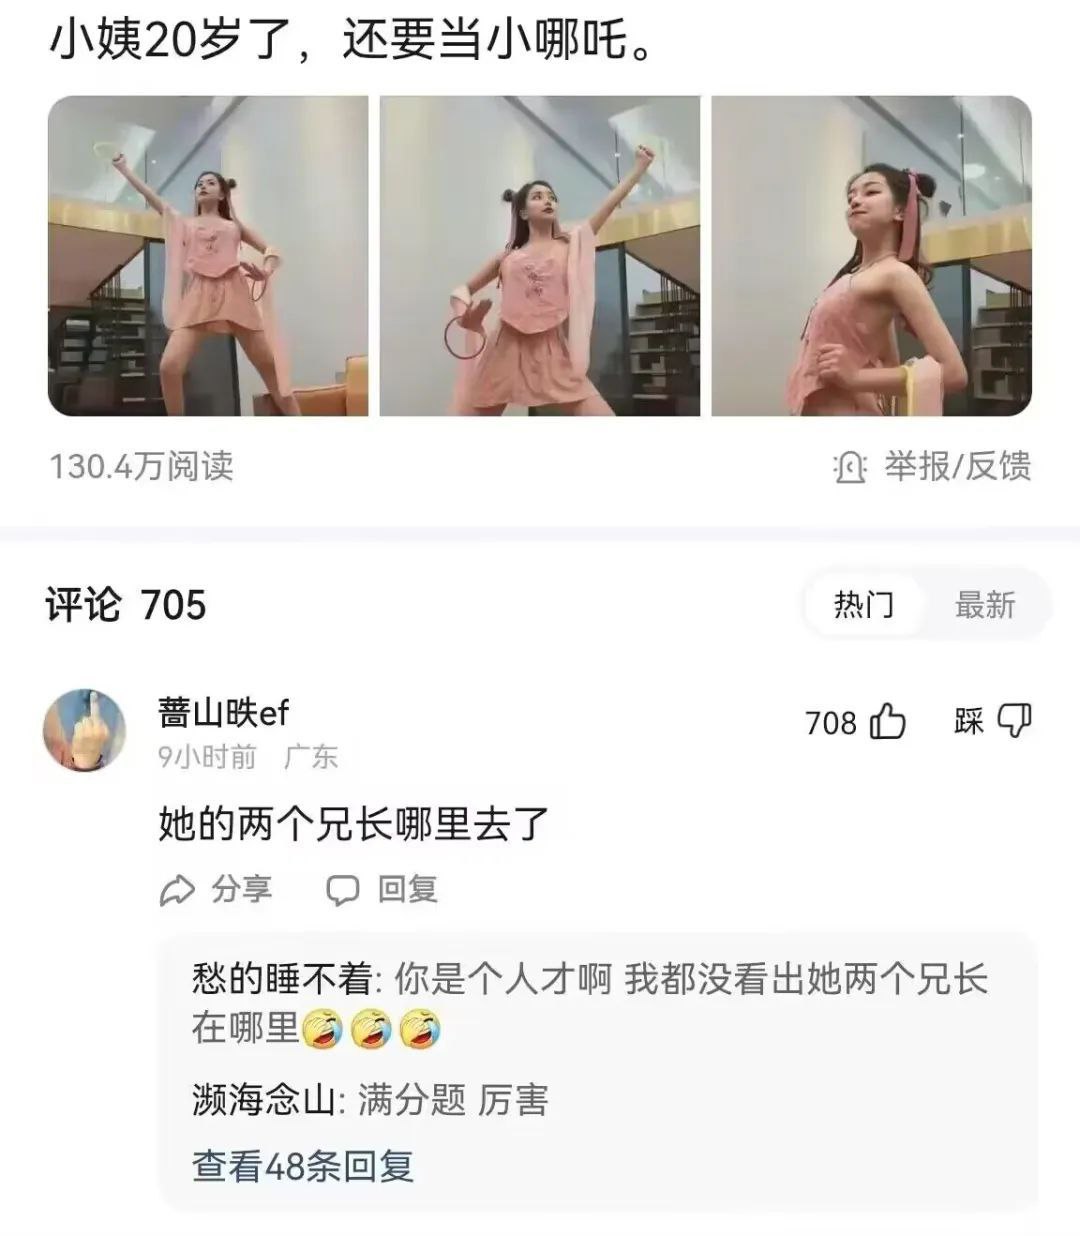 小姨20岁了，还要当小哪吒。
130.4万阅读
举报/反馈
评论 705
热门 最新
蔷山昳ef
708 踩
9小时前 广东
她的两个兄长哪里去了
分享 回复
愁的睡不着: 你是个人才啊 我都没看出她两个兄长
在哪里🤣🤣🤣
濒海念山: 满分题 厉害
查看48条回复